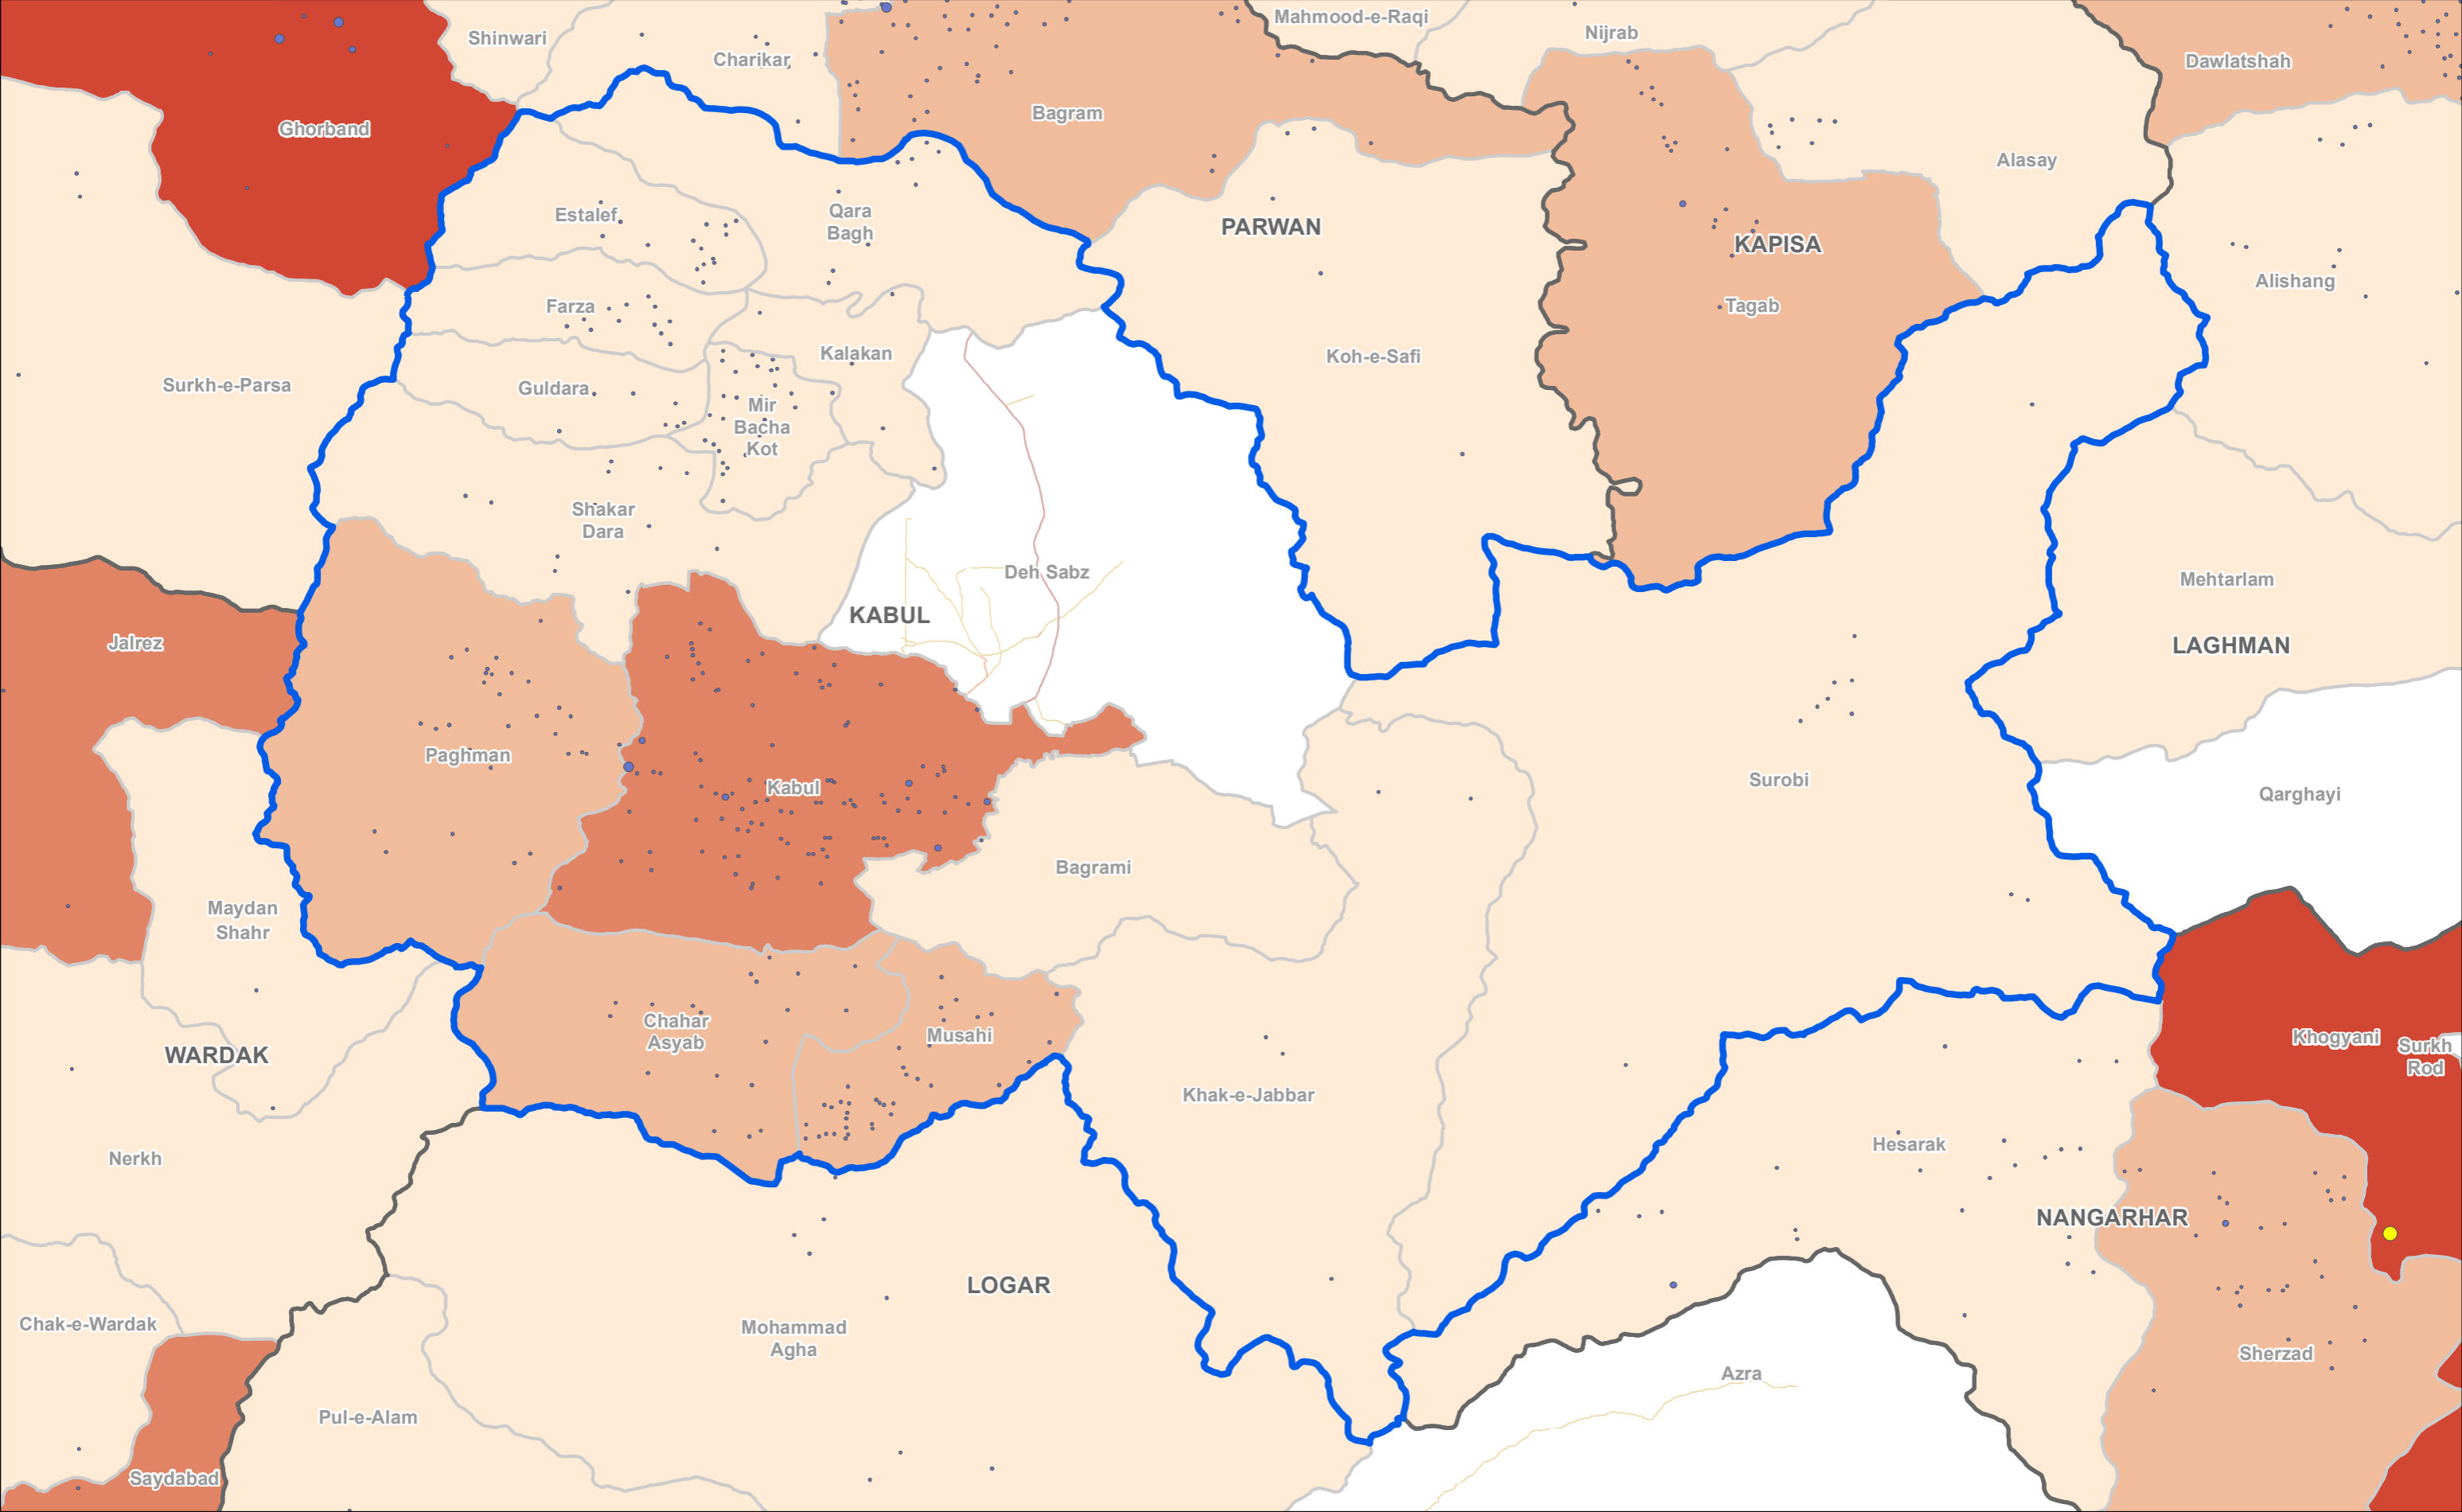 Mahmood-e-Raqi
Nijrab
Shinwari
Charikar
Dawlatshah
Bagram
Ghorband
Alasay
Estalef
Qara
Bagh
PARWAN
KAPISA
Alishang
Farza
Tagab
Kalakan
Koh-e-Safi
Surkh-e-Parsa
Guldara
Mir
Bacha
Kot
Shakar
Dara
Deh Sabz
Mehtarlam
KABUL
Jalrez
LAGHMAN
Paghman
Kabul
Surobi
Qarghayi
Bagrami
Maydan
Shahr
Chahar
Asyab
Musahi
Khogyani
Surkh
Rod
WARDAK
Khak-e-Jabbar
Hesarak
Nerkh
NANGARHAR
LOGAR
Chak-e-Wardak
Mohammad
Agha
Sherzad
Azra
Pul-e-Alam
Saydabad